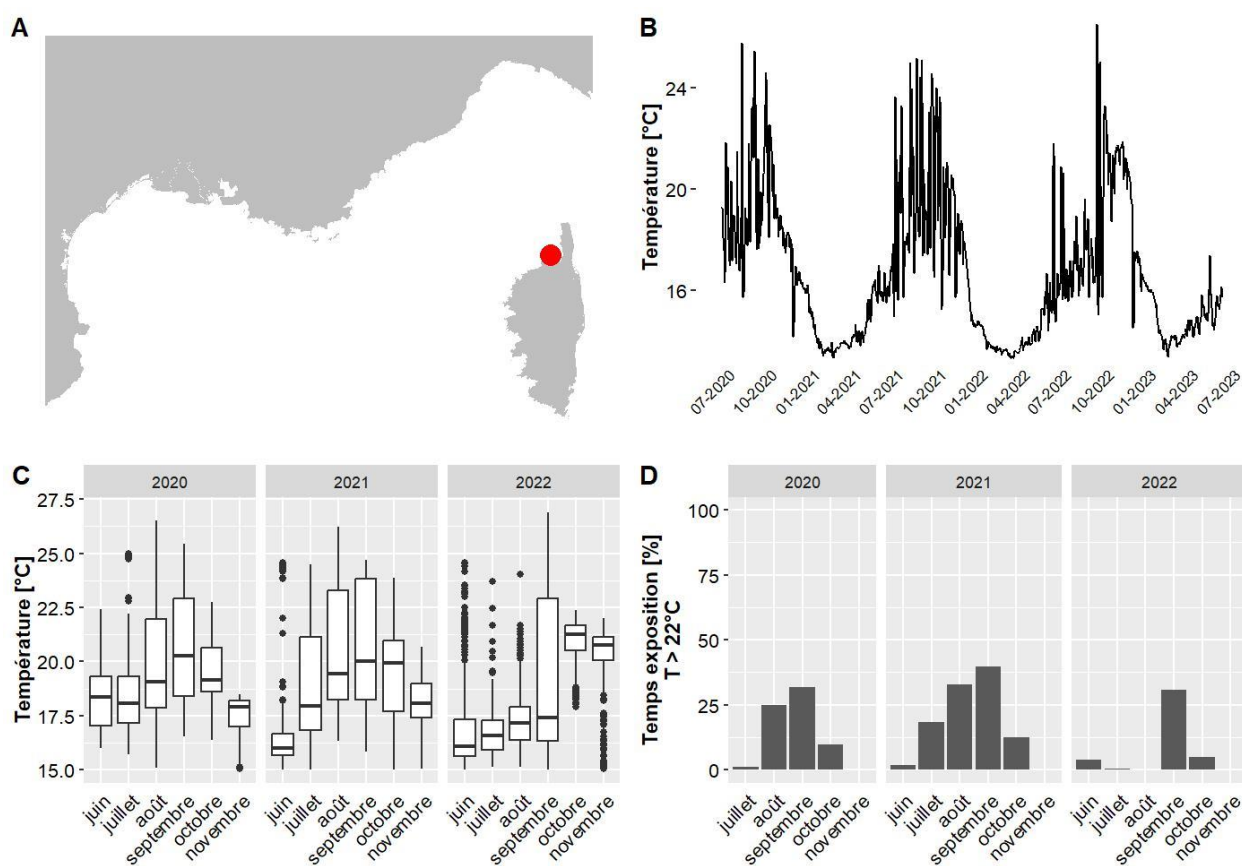 A
B
Température [°C]
24
20
16
07-2020
10-2020
01-2021
04-2021
07-2021
10-2021
01-2022
04-2022
07-2022
10-2022
01-2023
04-2023
07-2023
C
2020
2021
2022
Température [°C]
27.5
25.0
22.5
20.0
17.5
15.0
juin
juillet
août
septembre
octobre
novembre
juin
juillet
août
septembre
octobre
novembre
juin
juillet
août
septembre
octobre
novembre
D
2020
2021
2022
Temps exposition [%]
T > 22°C
100
75
50
25
0
juillet
août
septembre
octobre
novembre
juin
juillet
août
septembre
octobre
novembre
juin
juillet
août
septembre
octobre
novembre